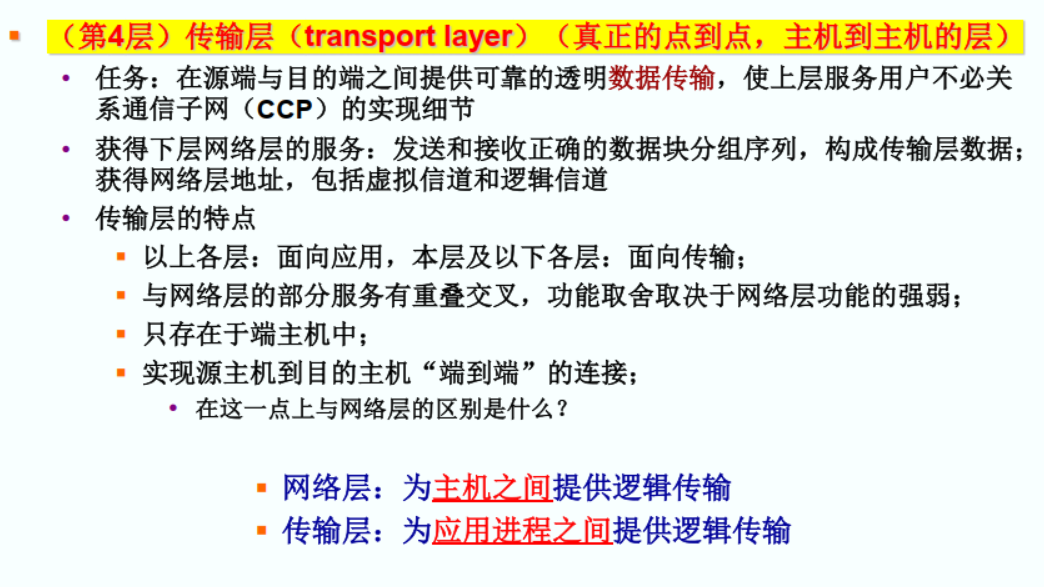 （第4层）传输层（transport layer）（真正的点到点，主机到主机的层）
任务：在源端与目的端之间提供可靠的透明数据传输，使上层服务用户不必关
系通信子网（CCP）的实现细节
获得下层网络层的服务：发送和接收正确的数据块分组序列，构成传输层数据；
获得网络层地址，包括虚拟信道和逻辑信道
传输层的特点
以上各层：面向应用，本层及以下各层：面向传输；
与网络层的部分服务有重叠交叉，功能取舍取决于网络层功能的强弱；
只存在于端主机中；
实现源主机到目的主机“端到端”的连接；
在这一点上与网络层的区别是什么？
网络层：为主机之间提供逻辑传输
传输层：为应用进程之间提供逻辑传输